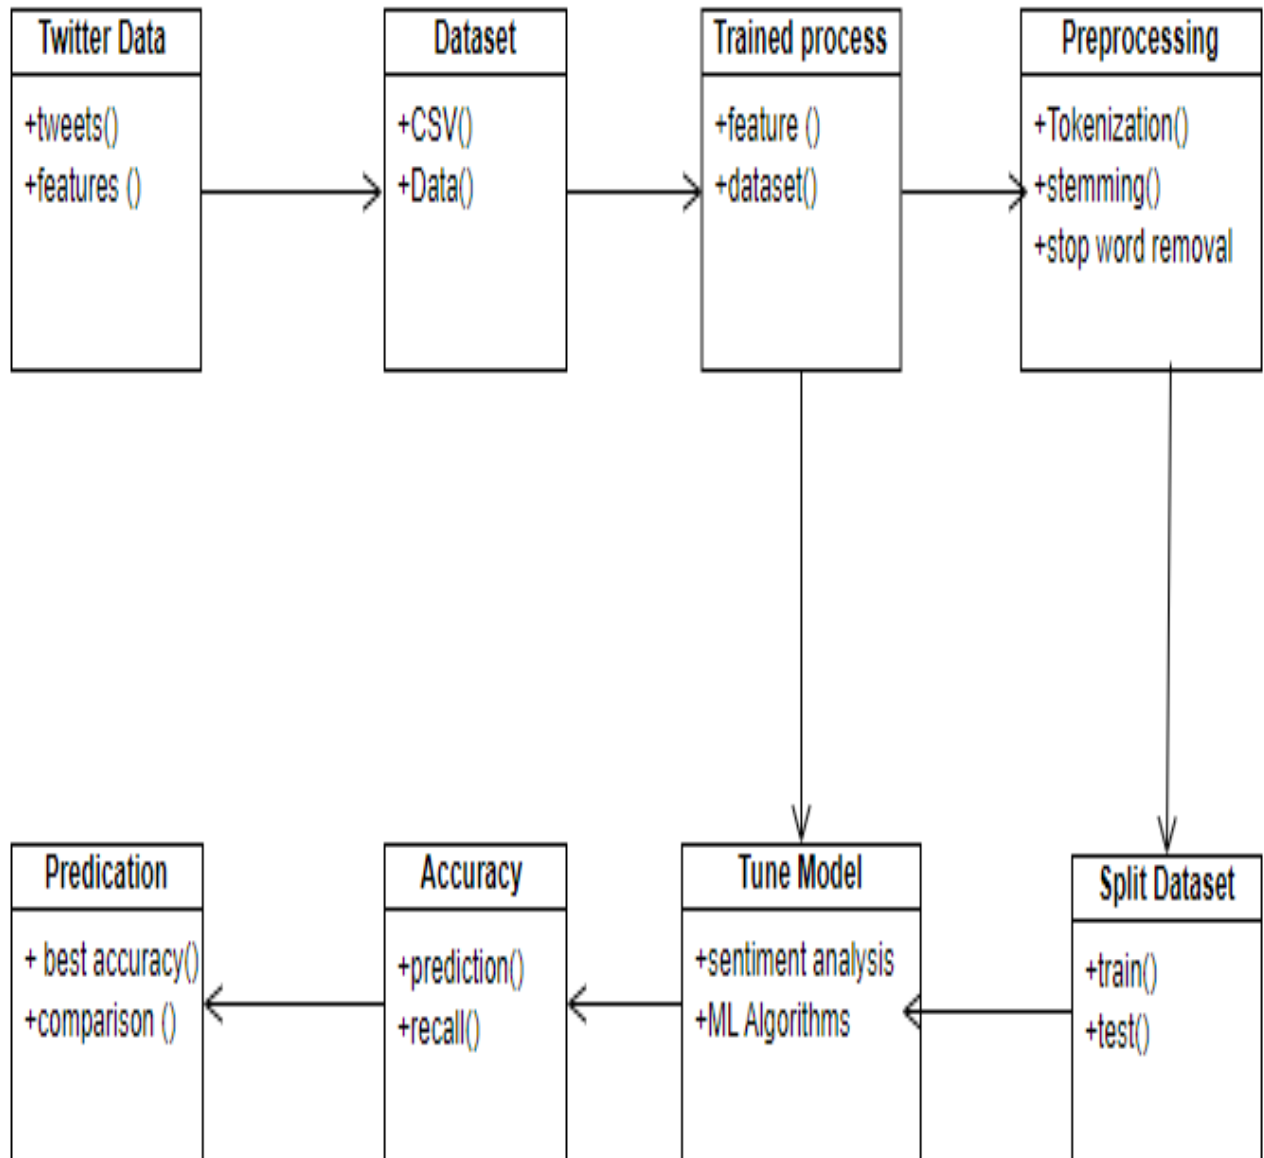 Twitter Data
+tweets()
+features ()
Dataset
+CSV()
+Data()
Trained process
+feature ()
+dataset()
Preprocessing
+Tokenization()
+stemming()
+stop word removal
Predication
+ best accuracy()
+comparison ()
Accuracy
+prediction()
+recall()
Tune Model
+sentiment analysis
+ML Algorithms
Split Dataset
+train()
+test()